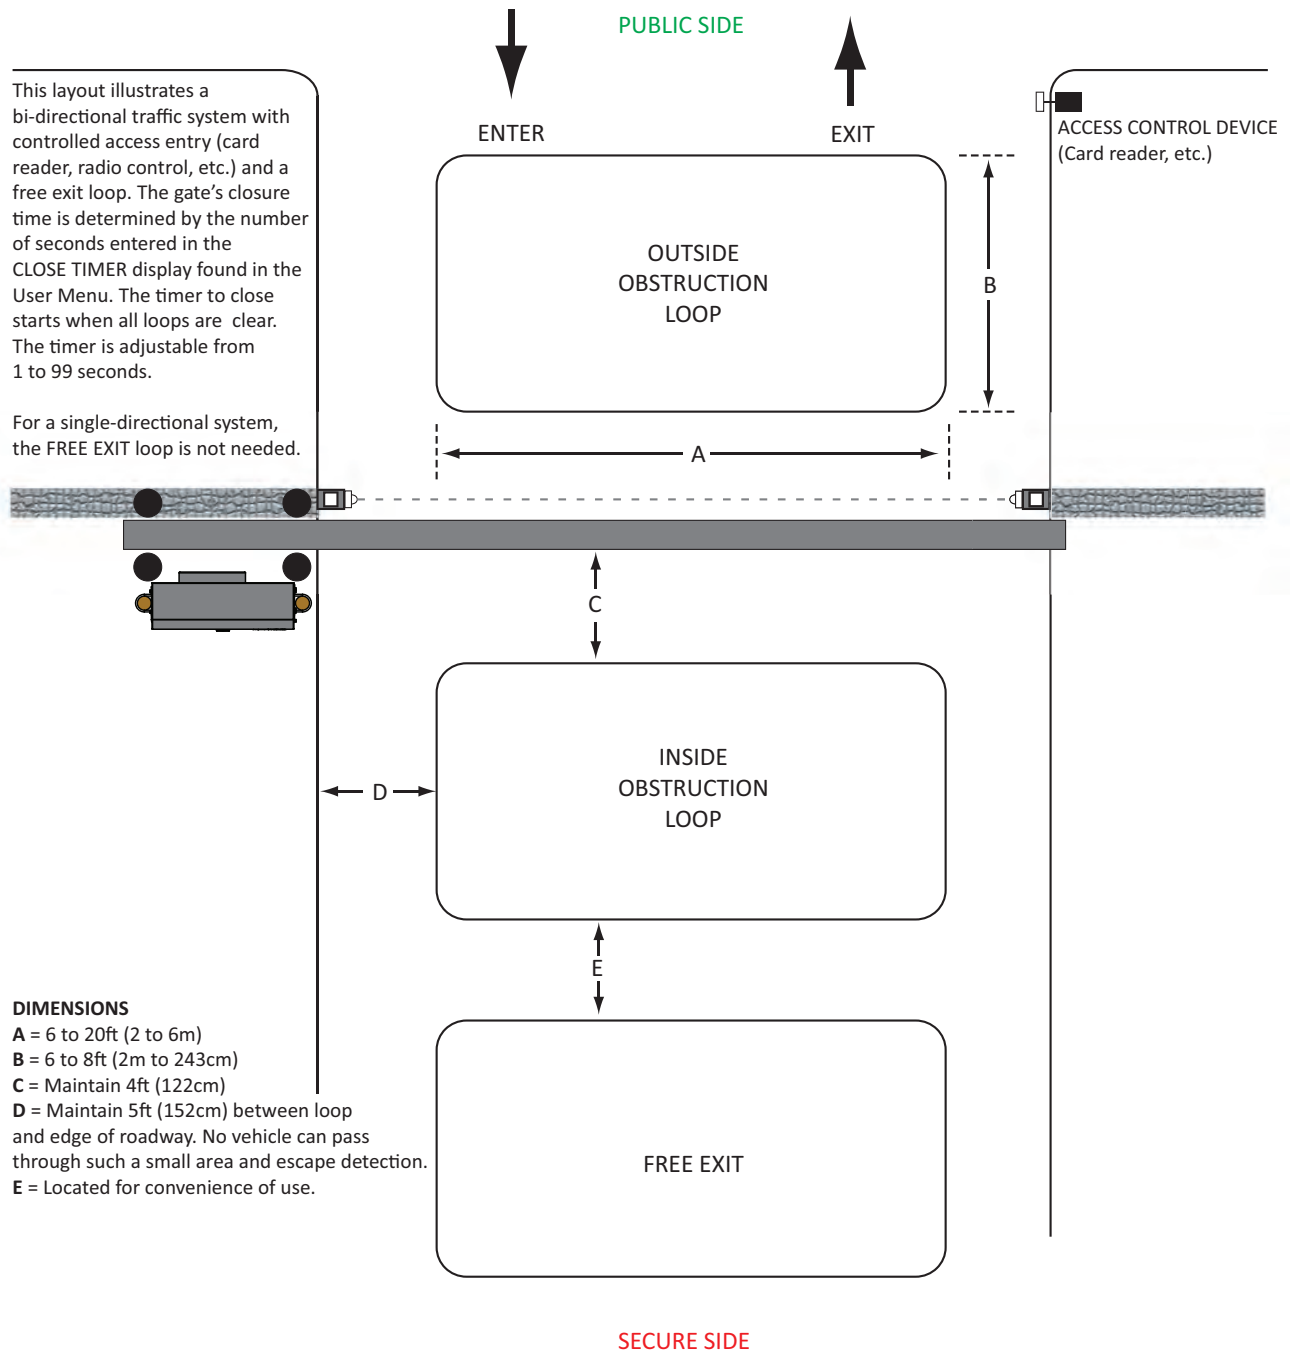 PUBLIC SIDE
This layout illustrates a
bi-directional traffic system with
controlled access entry (card
reader, radio control, etc.) and a
free exit loop. The gate's closure
time is determined by the number
of seconds entered in the
CLOSE TIMER display found in the
User Menu. The timer to close
starts when all loops are clear.
The timer is adjustable from
1 to 99 seconds.
For a single-directional system,
the FREE EXIT loop is not needed.
ENTER
EXIT
ACCESS CONTROL DEVICE
(Card reader, etc.)
OUTSIDE
OBSTRUCTION
LOOP
B
A
C
INSIDE
OBSTRUCTION
LOOP
D
E
DIMENSIONS
A = 6 to 20ft (2 to 6m)
B = 6 to 8ft (2m to 243cm)
C = Maintain 4ft (122cm)
D = Maintain 5ft (152cm) between loop
and edge of roadway. No vehicle can pass
through such a small area and escape detection.
E = Located for convenience of use.
FREE EXIT
SECURE SIDE